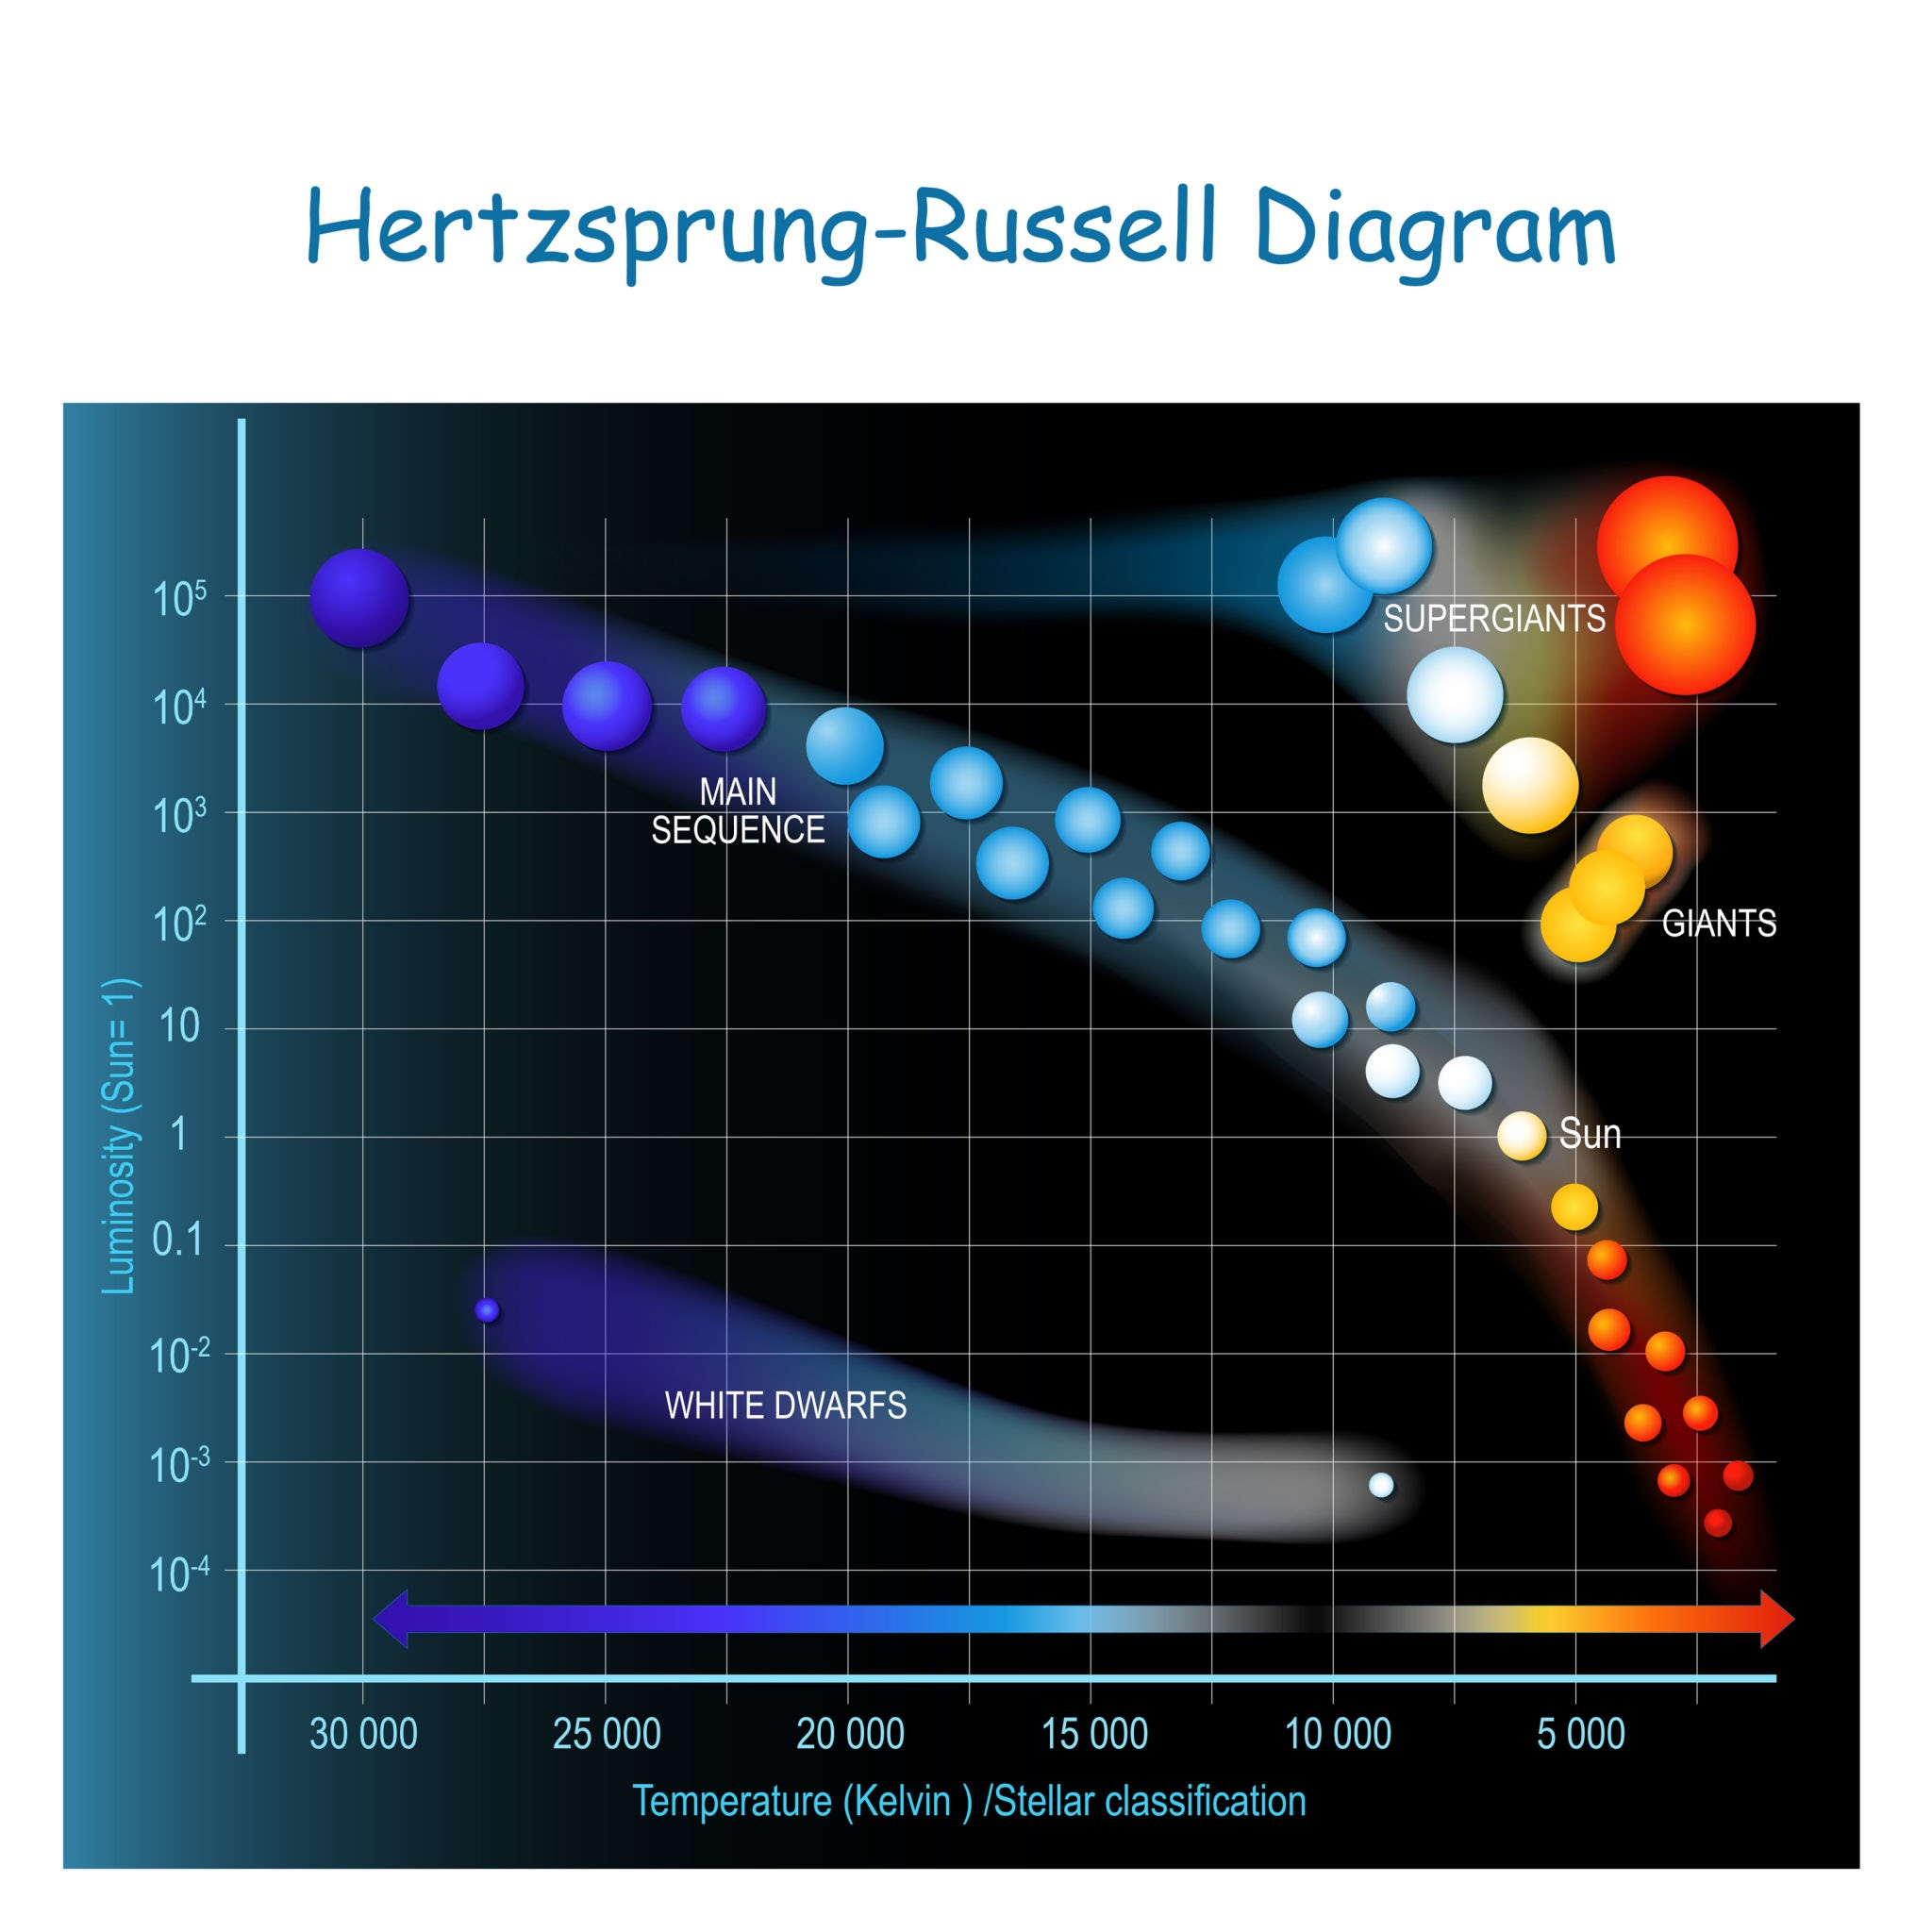 Hertzsprung-Russell Diagram
10⁵
SUPERGIANTS
10⁴
MAIN
SEQUENCE
10³
10²
GIANTS
10
1
Sun
0.1
10⁻²
WHITE DWARFS
10⁻³
10⁻⁴
Luminosity (Sun= 1)
30 000 25 000 20 000 15 000 10 000 5 000
Temperature (Kelvin ) /Stellar classification